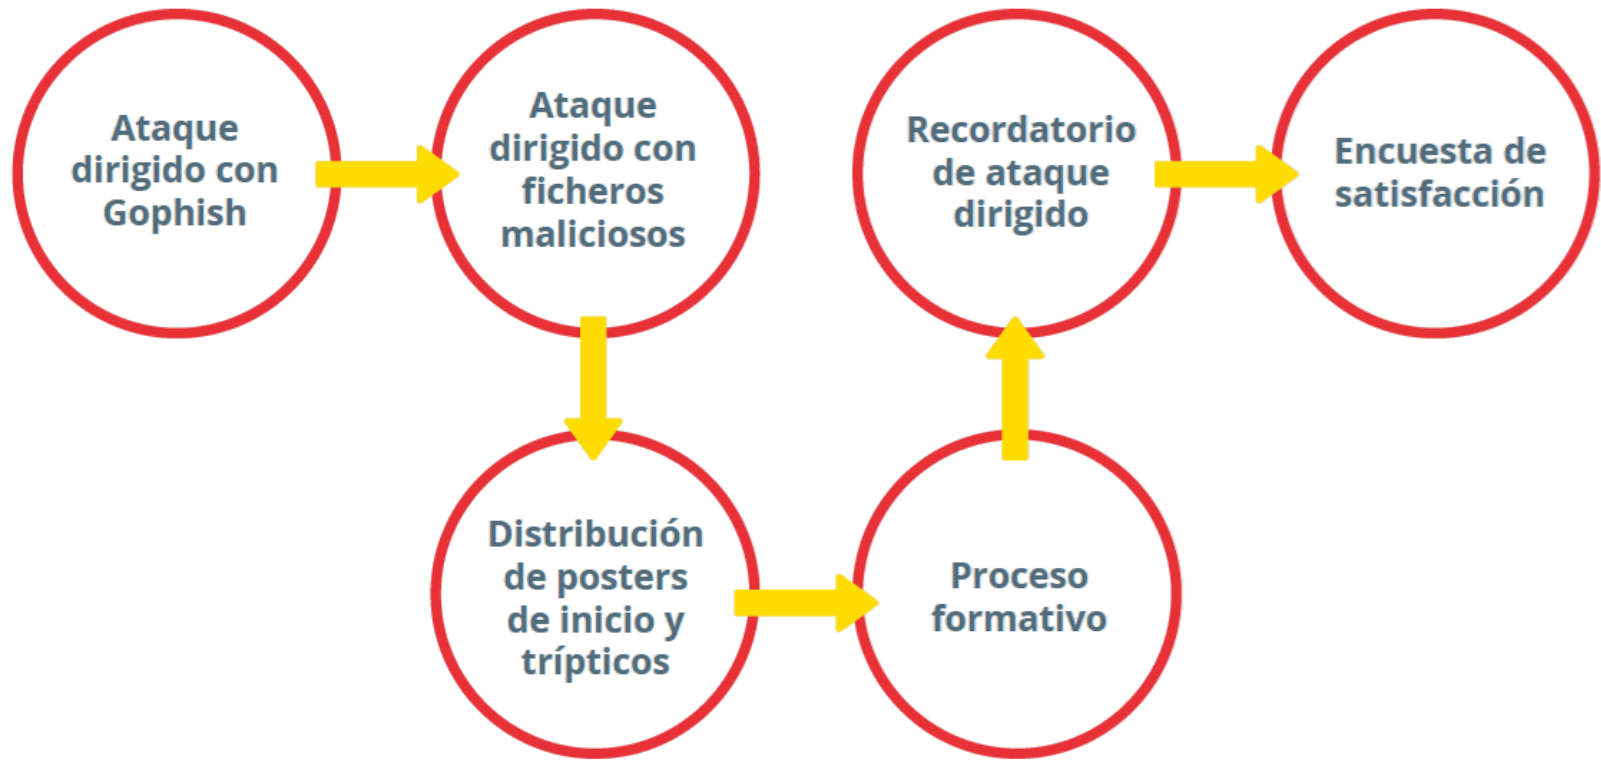 Ataque
dirigido con
Gophish
Ataque
dirigido con
ficheros
maliciosos
Distribución
de posters
de inicio y
trípticos
Proceso
formativo
Recordatorio
de ataque
dirigido
Encuesta de
satisfacción